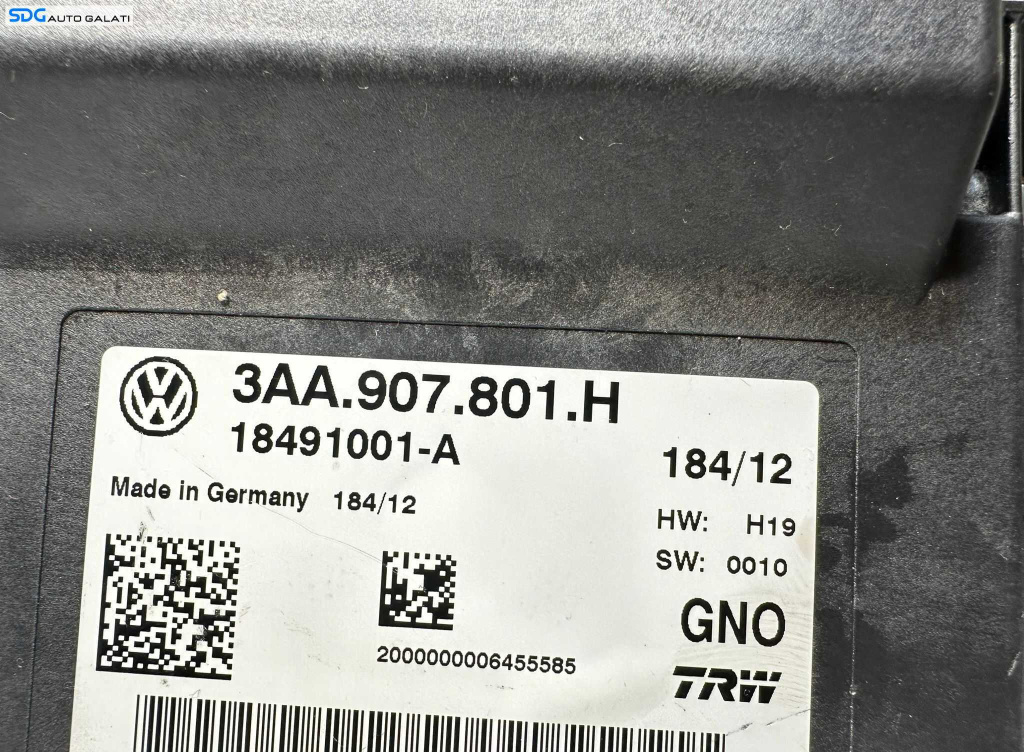 SDG AUTO GALATI
3AA.907.801.H
18491001-A
184/12
Made in Germany 184/12
HW: H19
SW: 0010
GNO
2000000006455585
TRW